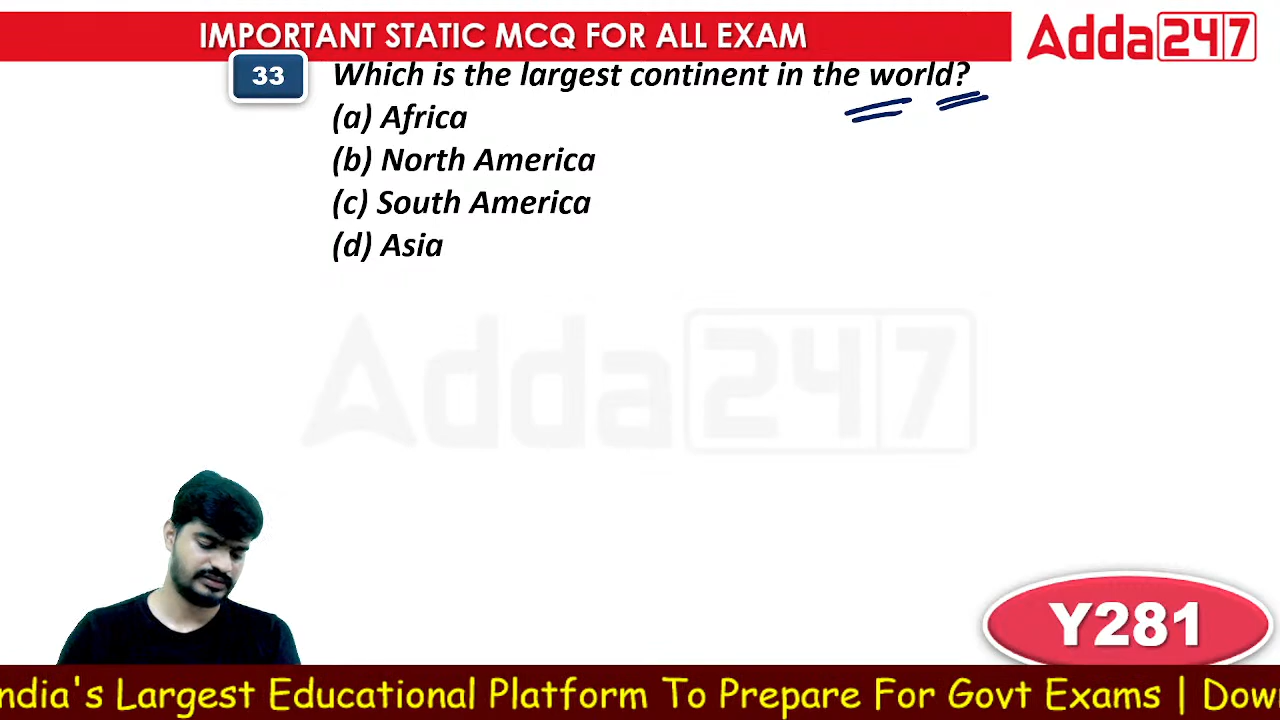 IMPORTANT STATIC MCQ FOR ALL EXAM
Adda247
33
Which is the largest continent in the world?
(a) Africa
(b) North America
(c) South America
(d) Asia
Adda247
Y281
ndia's Largest Educational Platform To Prepare For Govt Exams | Dow